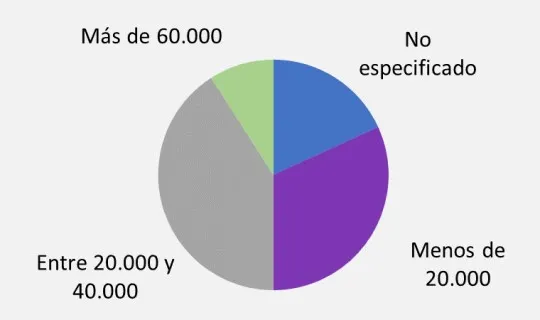 Más de 60.000
No
especificado
Entre 20.000 y
40.000
Menos de
20.000